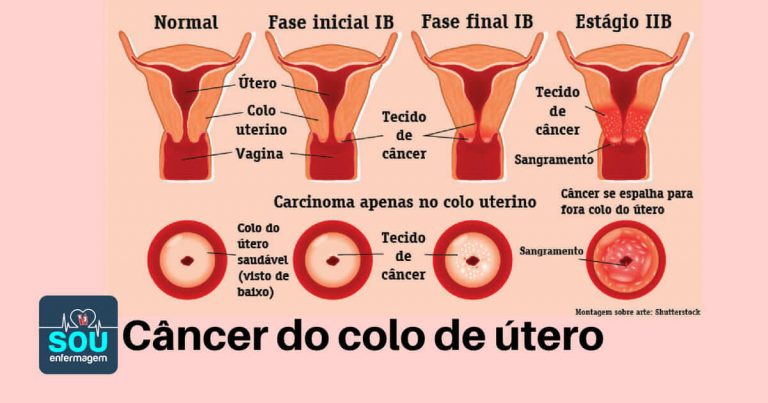 Normal
Fase inicial IB
Fase final IB
Estágio IIB
Útero
Colo
uterino
Vagina
Tecido
de
câncer
Tecido
de
câncer
Sangramento
Carcinoma apenas no colo uterino
Câncer se espalha para
fora colo do útero
Colo do
útero
saudável
(visto de
baixo)
Tecido
de
câncer
Sangramento
Montagem sobre arte: Shutterstock
SOU
enfermagem
Câncer do colo de útero